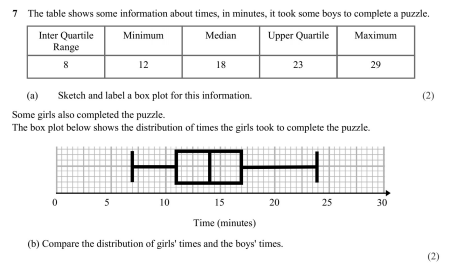 7 The table shows some information about times, in minutes, it took some boys to complete a puzzle.
Inter Quartile Range Minimum Median Upper Quartile Maximum
8 12 18 23 29
(a) Sketch and label a box plot for this information. (2)
Some girls also completed the puzzle.
The box plot below shows the distribution of times the girls took to complete the puzzle.
0 5 10 15 20 25 30
Time (minutes)
(b) Compare the distribution of girls' times and the boys' times.
(2)